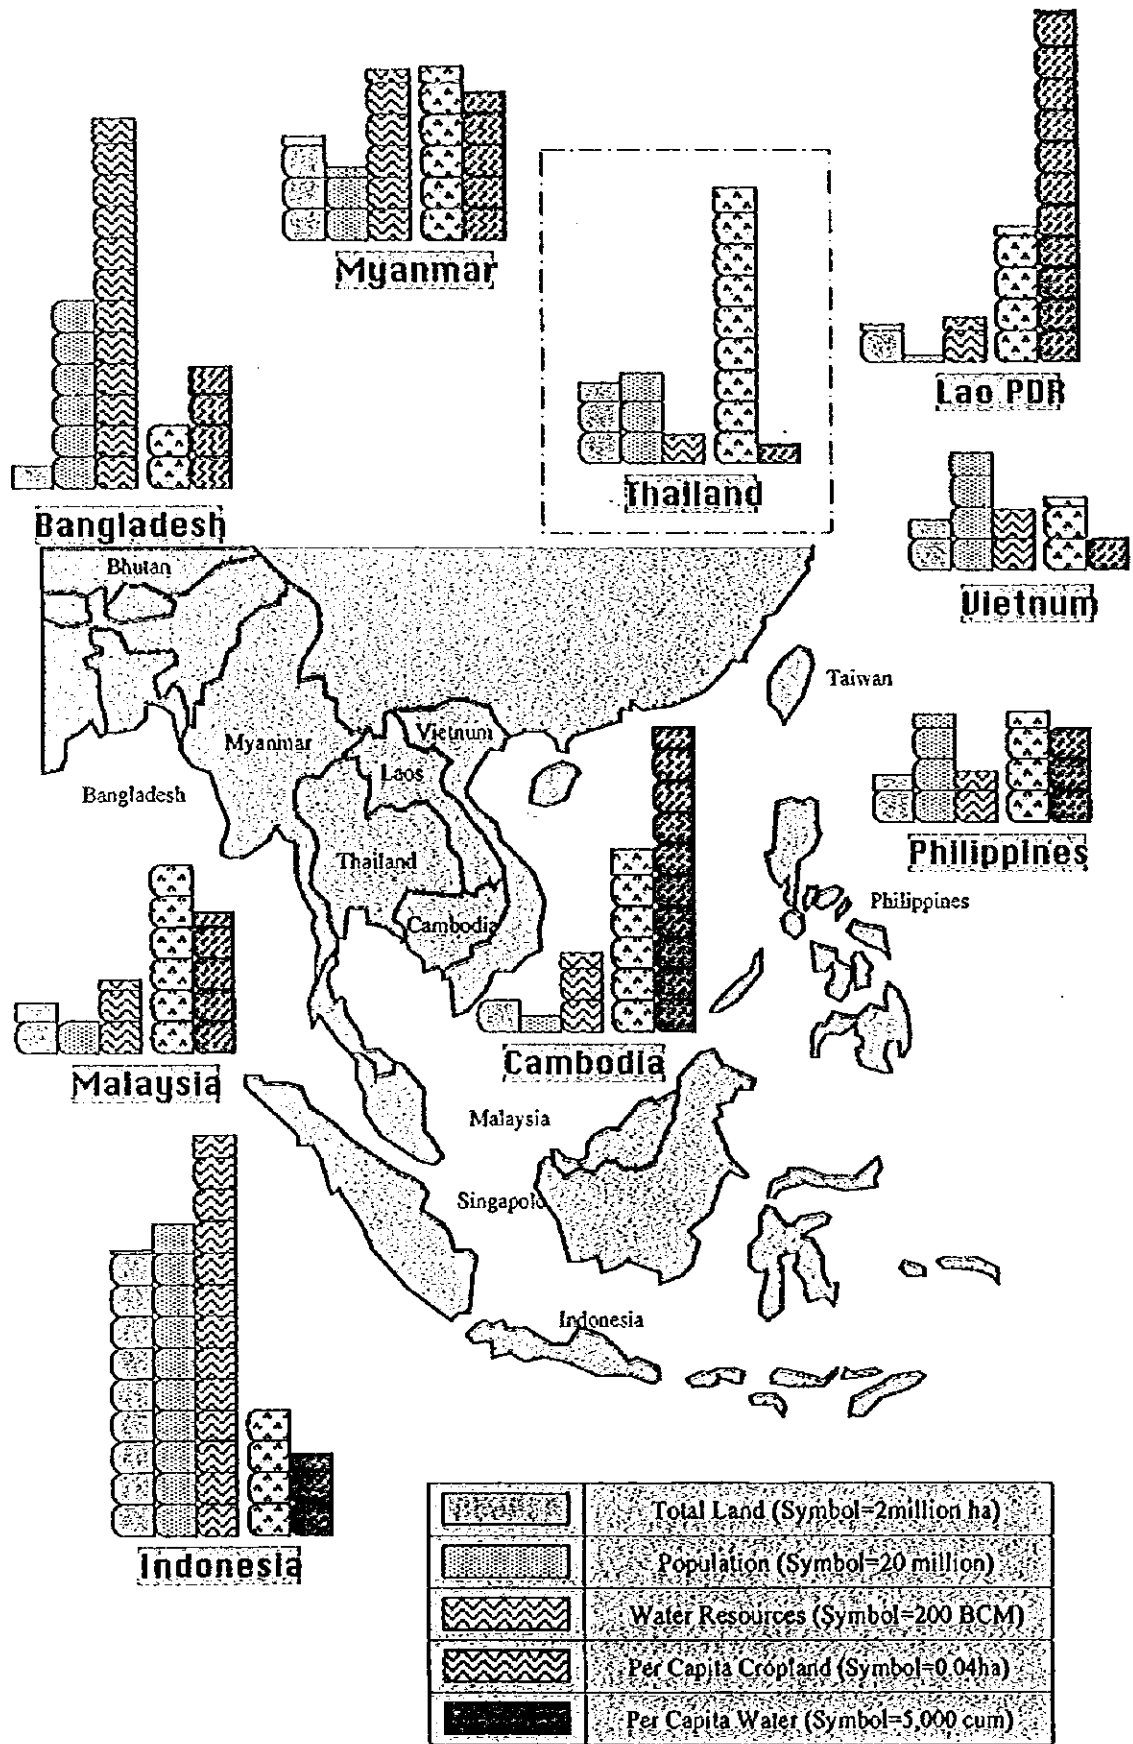 Myanmar
Lao PDR
Thailand
Bangladesh
Vietnum
Bhutan
Taiwan
Vietnum
Myanmar
Laos
Bangladesh
Thailand
Philippines
Philippines
Cambodia
Malaysia
Cambodia
Malaysia
Singapolo
Indonesia
Indonesia
Total Land (Symbol=2million ha)
Population (Symbol=20 million)
Water Resources (Symbol=200 BCM)
Per Capita Cropland (Symbol=0.04ha)
Per Capita Water (Symbol=5,000 cum)